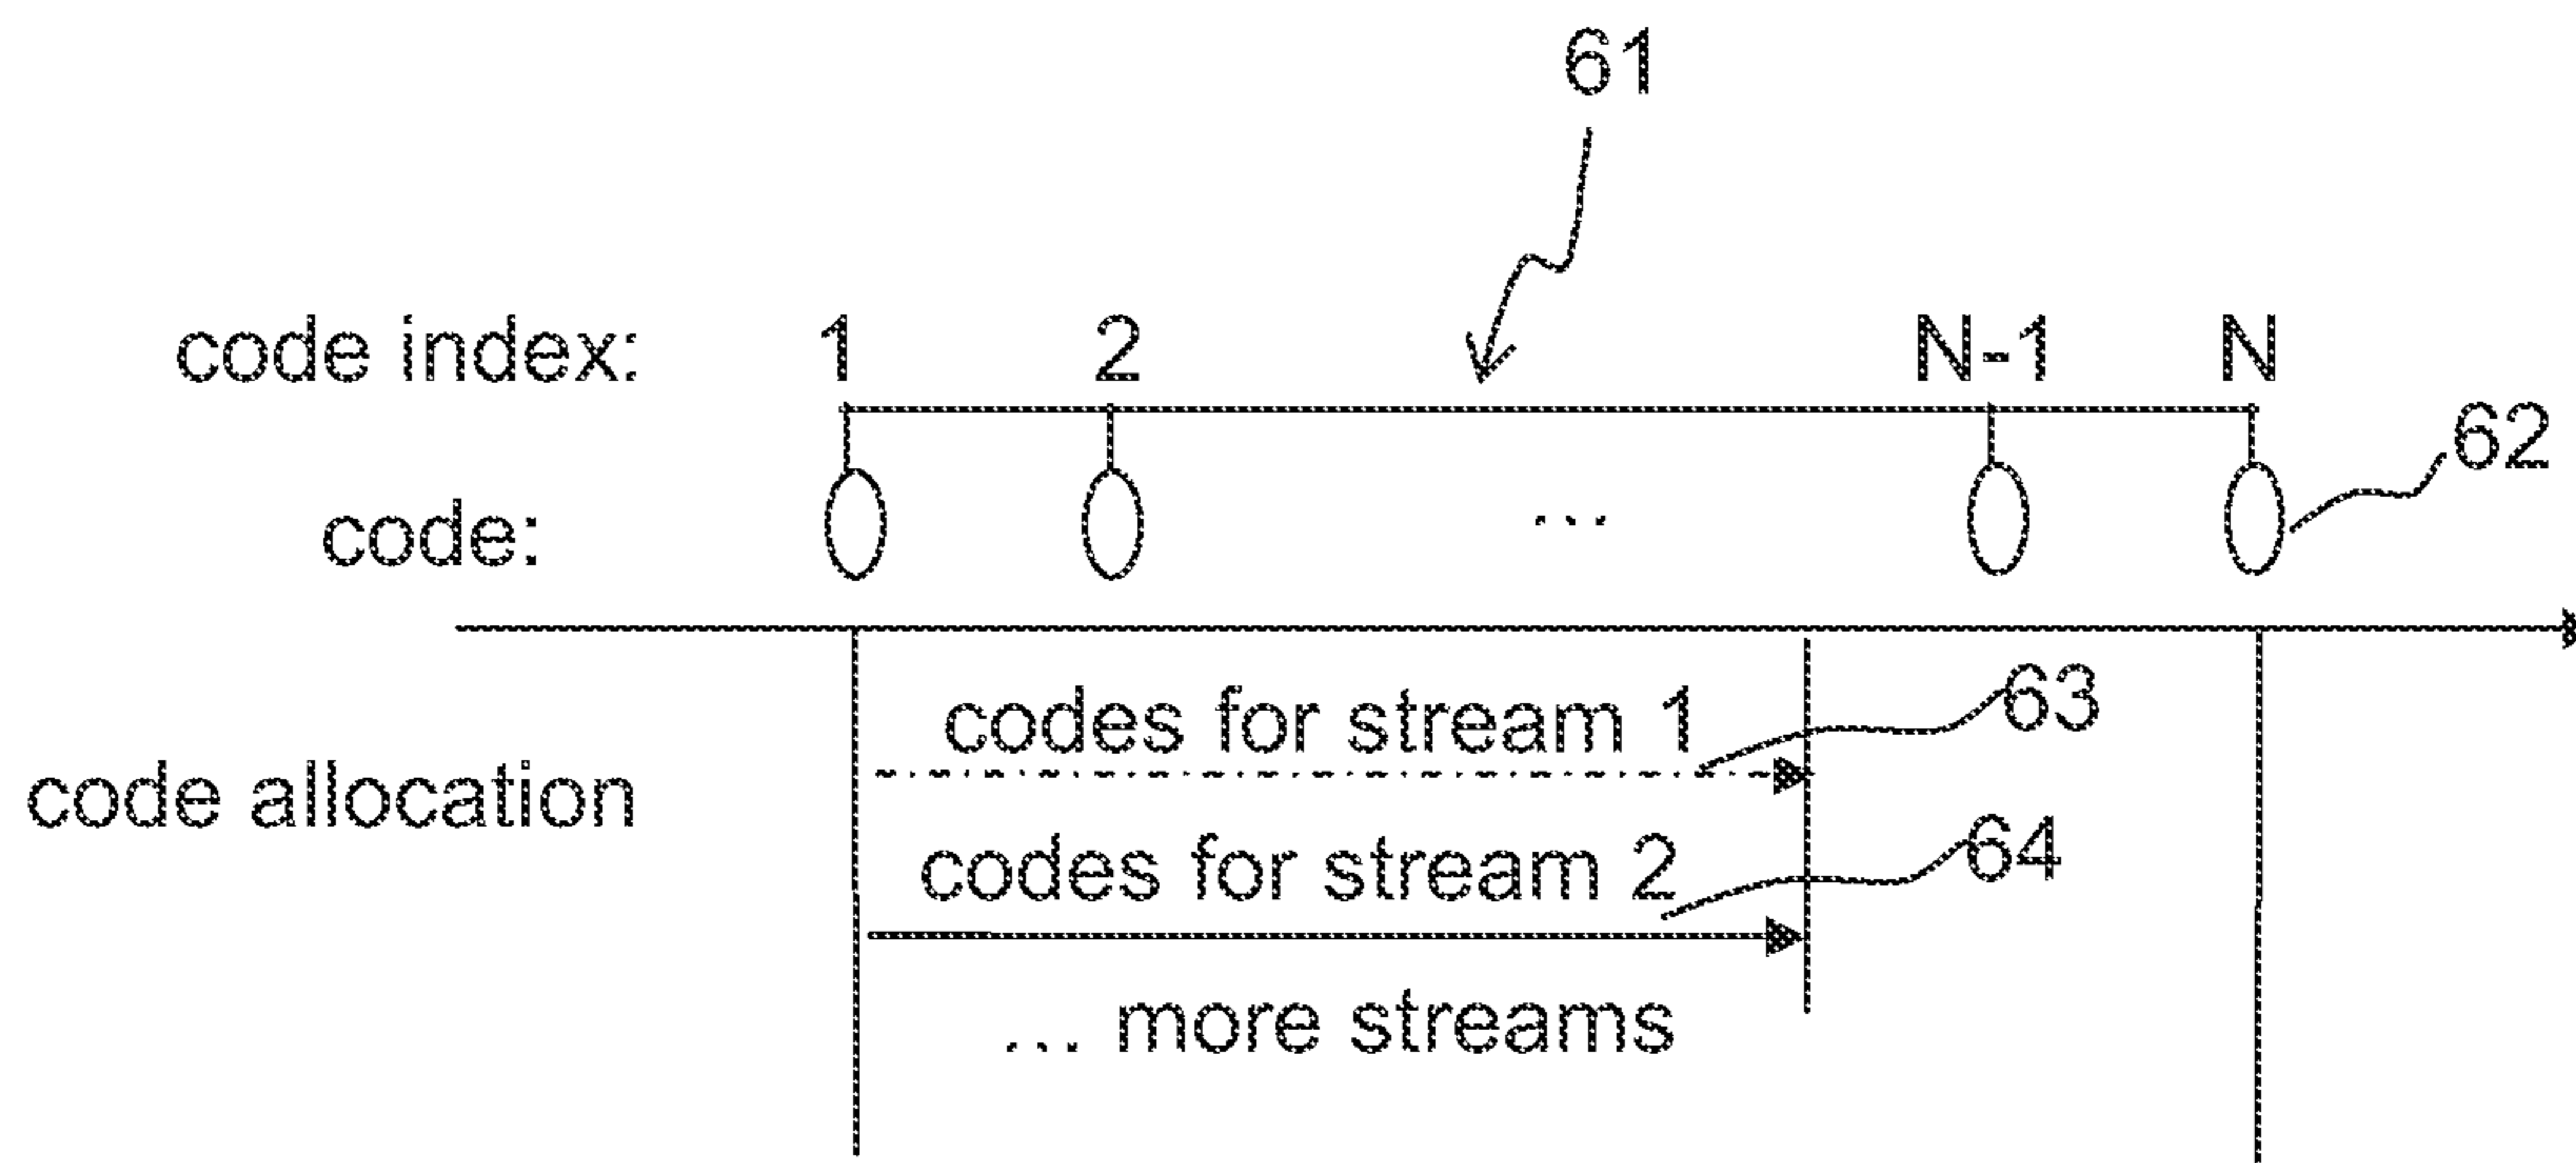 61
code index: 1 2 N-1 N
62
code: ...
codes for stream 1 63
code allocation
codes for stream 2 64
... more streams